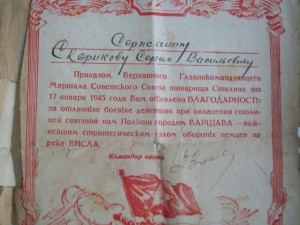 Сержанту
Скорикову Сергею Васильевичу
Приказом Верховного Главнокомандующего
Маршала Советского Союза товарища Сталина от
17 января 1945 года Вам объявлена БЛАГОДАРНОСТЬ
за отличные боевые действия при овладении столи-
цей союзной нам Польши городом ВАРШАВА — важ-
нейшим стратегическим узлом обороны немцев на
реке ВИСЛА.
Командир части